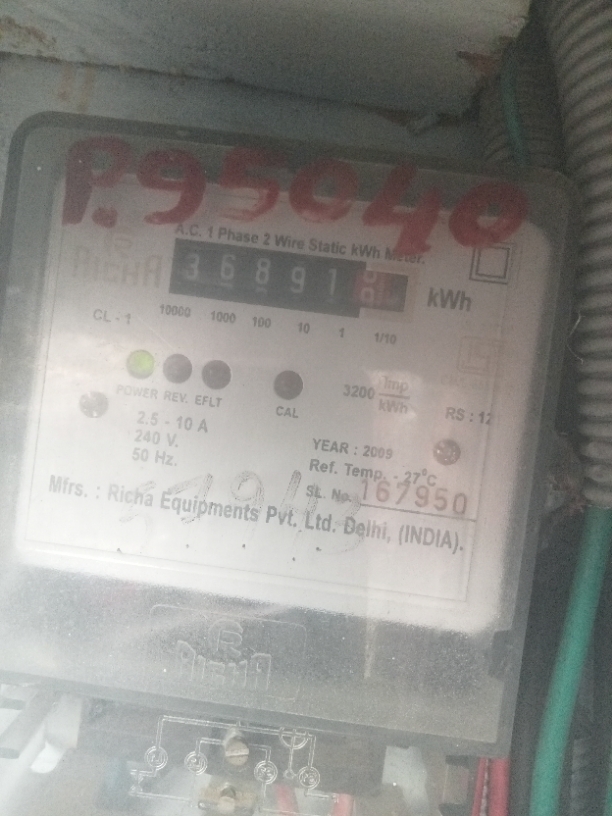 P.95040
A.C. 1 Phase 2 Wire Static kWh Meter.
RICHA
3 6 8 9 1
kWh
CL - 1
10000 1000 100 10 1 1/10
POWER REV. EFLT
CAL
3200 Imp/kWh
RS : 12
2.5 - 10 A
240 V.
50 Hz.
YEAR : 2009
Ref. Temp. - 27°C
SL. No. 167950
Mfrs. : Richa Equipments Pvt. Ltd. Delhi, (INDIA).
RICHA